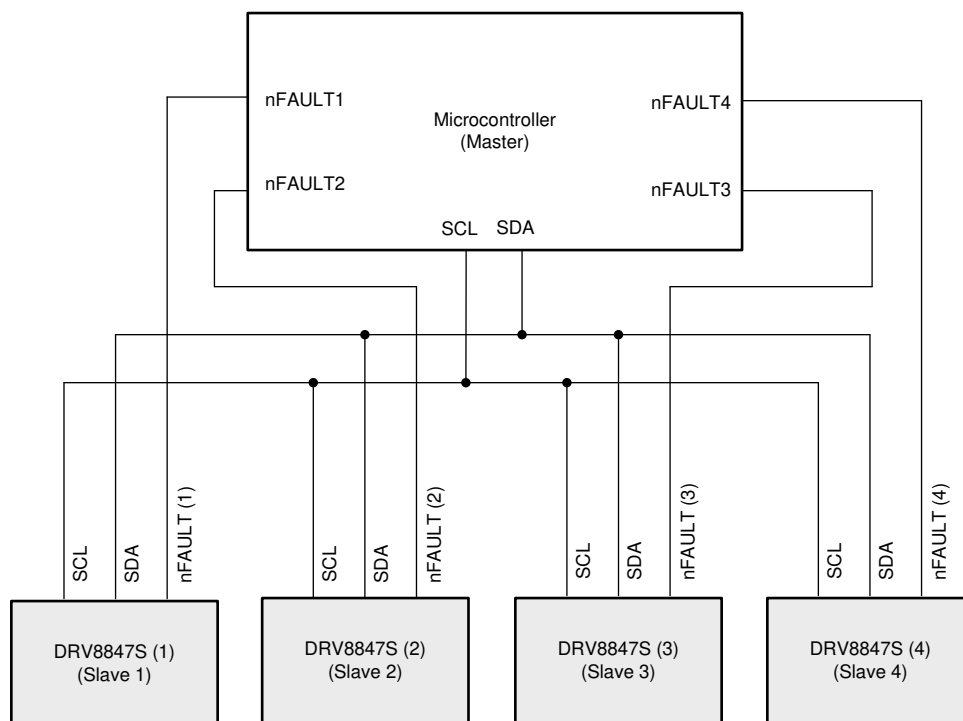 nFAULT1
nFAULT4
Microcontroller
(Master)
nFAULT2
nFAULT3
SCL
SDA
SCL
SDA
nFAULT (1)
SCL
SDA
nFAULT (2)
SCL
SDA
nFAULT (3)
SCL
SDA
nFAULT (4)
DRV8847S (1)
(Slave 1)
DRV8847S (2)
(Slave 2)
DRV8847S (3)
(Slave 3)
DRV8847S (4)
(Slave 4)